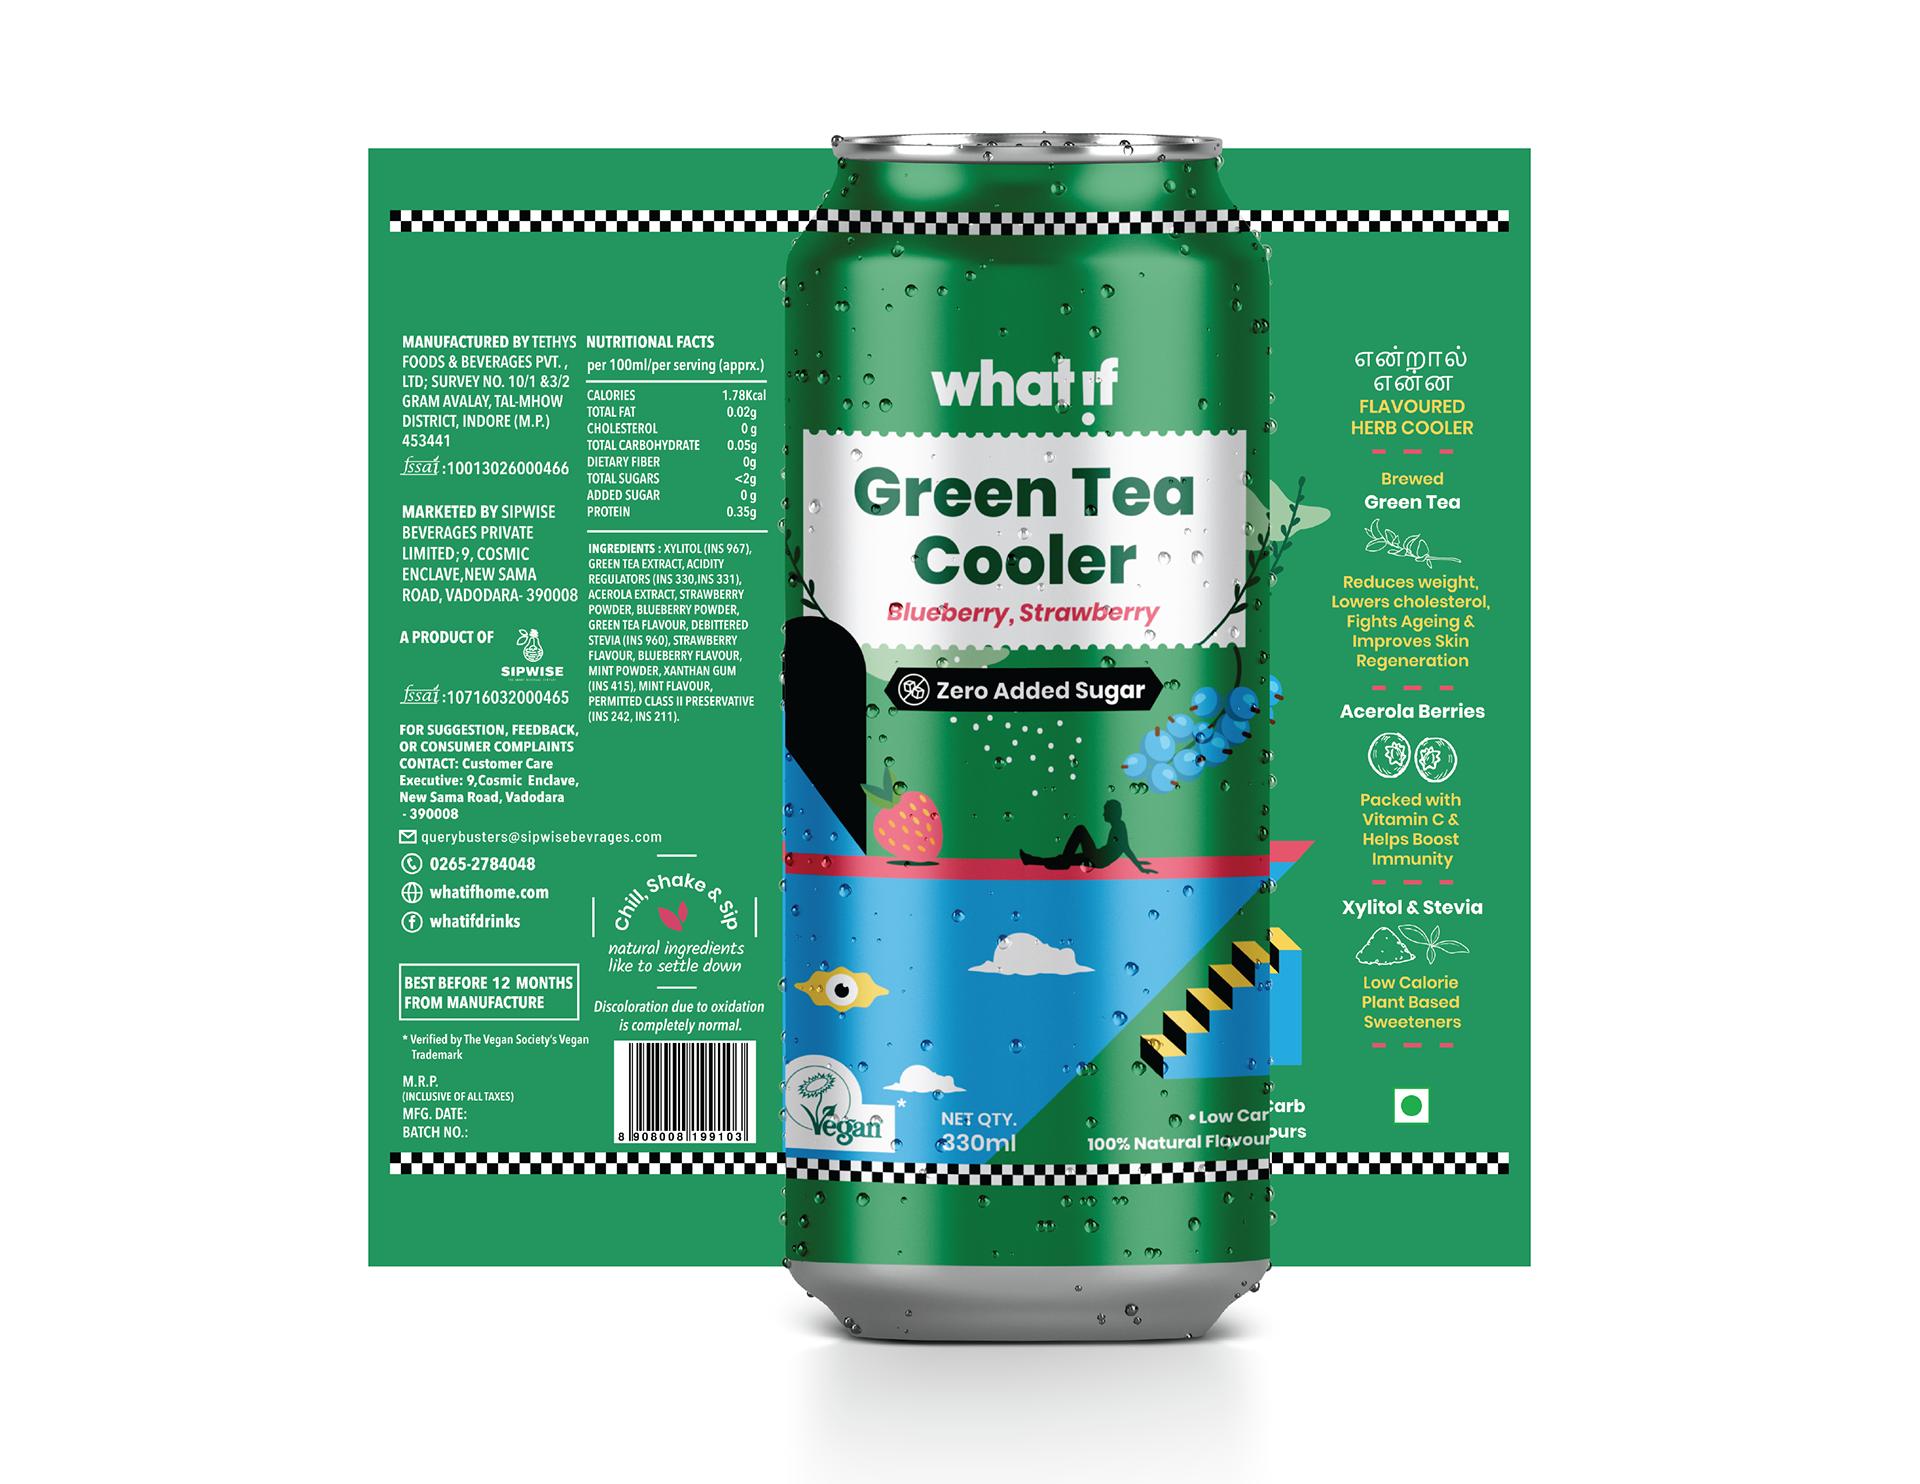 MANUFACTURED BY TETHYS
FOODS & BEVERAGES PVT. ,
LTD; SURVEY NO. 10/1 &3/2
GRAM AVALAY, TAL-MHOW
DISTRICT, INDORE (M.P.)
453441
fssai :10013026000466
MARKETED BY SIPWISE
BEVERAGES PRIVATE
LIMITED; 9, COSMIC
ENCLAVE,NEW SAMA
ROAD, VADODARA- 390008
A PRODUCT OF
SIPWISE
fssai :10716032000465
FOR SUGGESTION, FEEDBACK,
OR CONSUMER COMPLAINTS
CONTACT: Customer Care
Executive: 9,Cosmic Enclave,
New Sama Road, Vadodara
- 390008
querybusters@sipwisebevrages.com
0265-2784048
whatifhome.com
whatifdrinks
BEST BEFORE 12 MONTHS
FROM MANUFACTURE
* Verified by The Vegan Society's Vegan
Trademark
M.R.P.
(INCLUSIVE OF ALL TAXES)
MFG. DATE:
BATCH NO.:
NUTRITIONAL FACTS
per 100ml/per serving (apprx.)
CALORIES 1.78Kcal
TOTAL FAT 0.02g
CHOLESTEROL 0 g
TOTAL CARBOHYDRATE 0.05g
DIETARY FIBER 0g
TOTAL SUGARS <2g
ADDED SUGAR 0 g
PROTEIN 0.35g
INGREDIENTS : XYLITOL (INS 967),
GREEN TEA EXTRACT, ACIDITY
REGULATORS (INS 330,INS 331),
ACEROLA EXTRACT, STRAWBERRY
POWDER, BLUEBERRY POWDER,
GREEN TEA FLAVOUR, DEBITTERED
STEVIA (INS 960), STRAWBERRY
FLAVOUR, BLUEBERRY FLAVOUR,
MINT POWDER, XANTHAN GUM
(INS 415), MINT FLAVOUR,
PERMITTED CLASS II PRESERVATIVE
(INS 242, INS 211).
Chill, Shake & Sip
natural ingredients
like to settle down
Discoloration due to oxidation
is completely normal.
8 908008 199103
what if
Green Tea
Cooler
Blueberry, Strawberry
Zero Added Sugar
Vegan *
NET QTY.
330ml
• Low Car
100% Natural Flavour
Carb
ours
என்றால்
என்ன
FLAVOURED
HERB COOLER
Brewed
Green Tea
Reduces weight,
Lowers cholesterol,
Fights Ageing &
Improves Skin
Regeneration
Acerola Berries
Packed with
Vitamin C &
Helps Boost
Immunity
Xylitol & Stevia
Low Calorie
Plant Based
Sweeteners